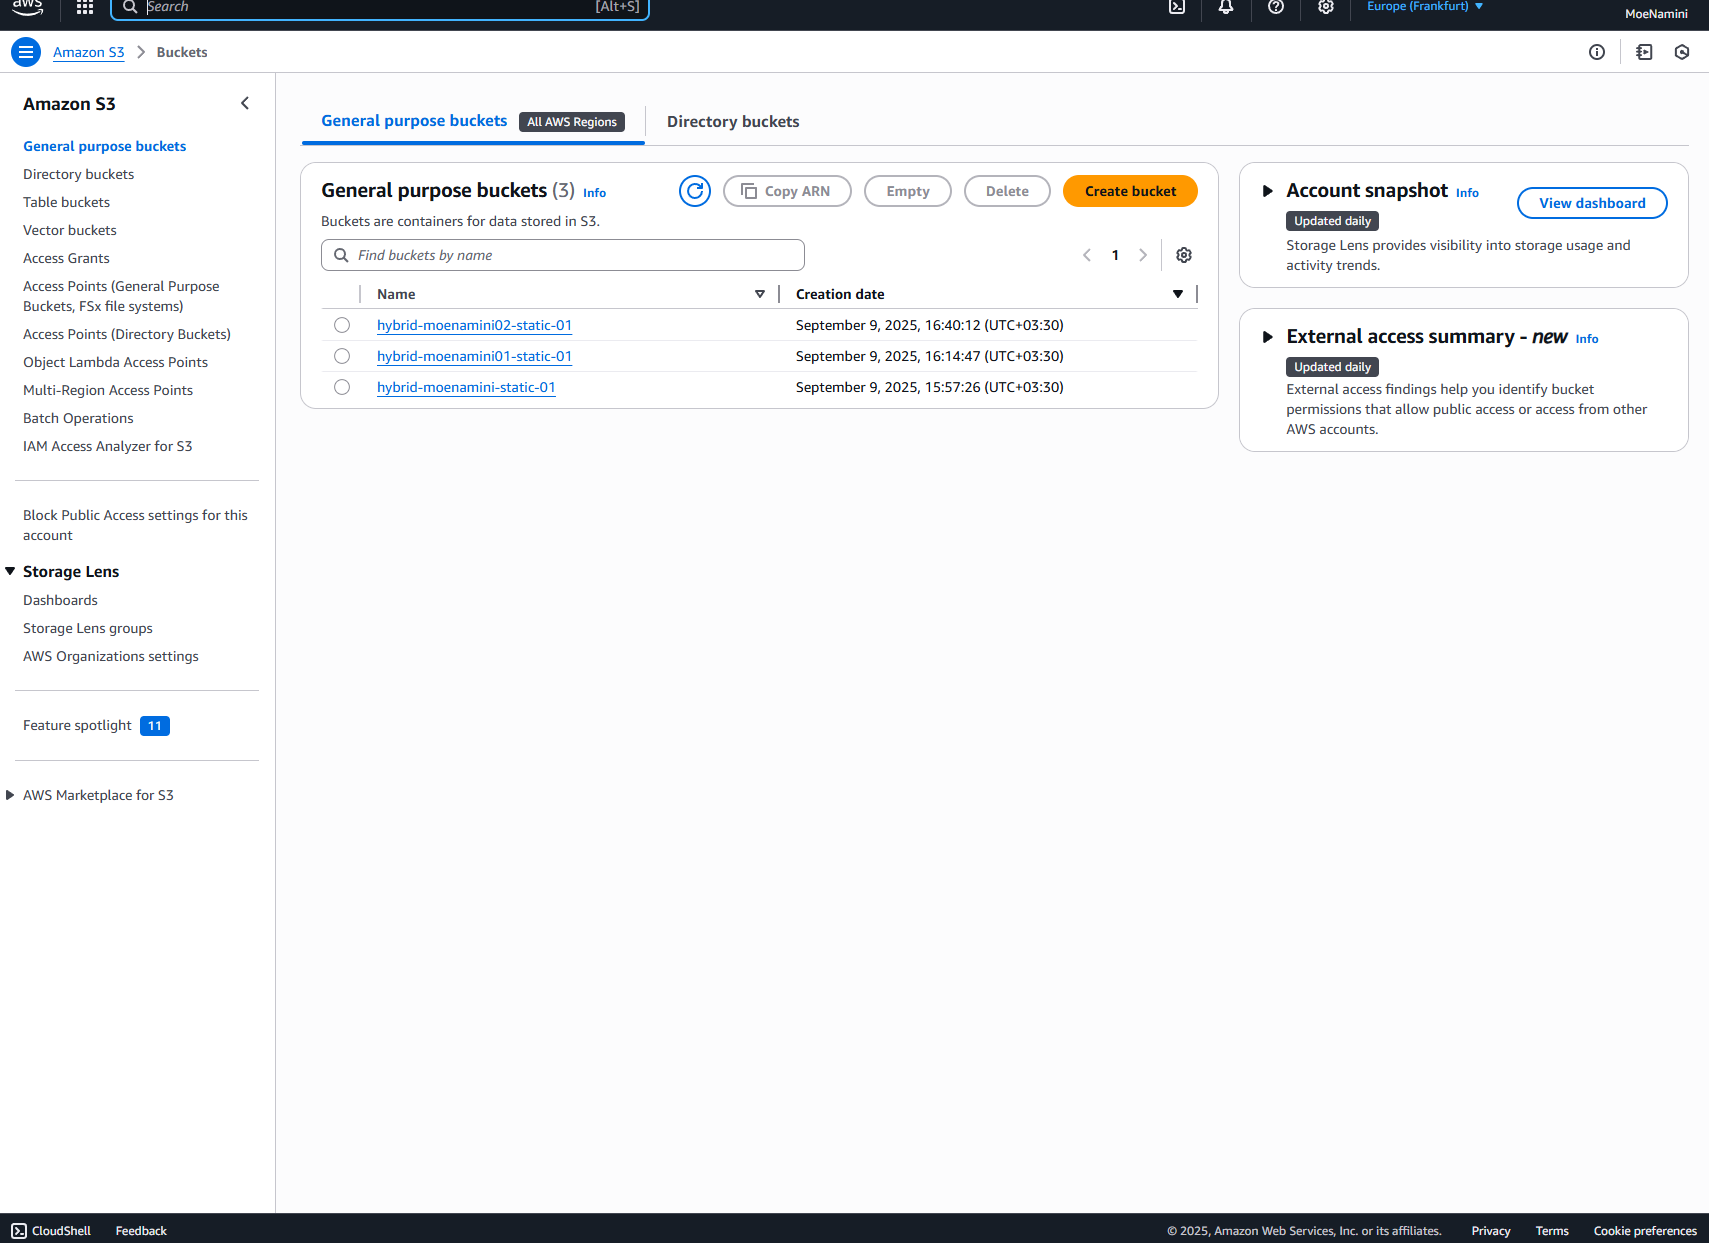 aws
Search
[Alt+S]
Europe (Frankfurt)
MoeNamini
Amazon S3
Buckets
Amazon S3
General purpose buckets
Directory buckets
Table buckets
Vector buckets
Access Grants
Access Points (General Purpose
Buckets, FSx file systems)
Access Points (Directory Buckets)
Object Lambda Access Points
Multi-Region Access Points
Batch Operations
IAM Access Analyzer for S3
Block Public Access settings for this
account
Storage Lens
Dashboards
Storage Lens groups
AWS Organizations settings
Feature spotlight 11
AWS Marketplace for S3
General purpose buckets All AWS Regions
Directory buckets
General purpose buckets (3) Info
Copy ARN
Empty
Delete
Create bucket
Buckets are containers for data stored in S3.
Find buckets by name
1
Name Creation date
hybrid-moenamini02-static-01 September 9, 2025, 16:40:12 (UTC+03:30)
hybrid-moenamini01-static-01 September 9, 2025, 16:14:47 (UTC+03:30)
hybrid-moenamini-static-01 September 9, 2025, 15:57:26 (UTC+03:30)
Account snapshot Info
View dashboard
Updated daily
Storage Lens provides visibility into storage usage and
activity trends.
External access summary - new Info
Updated daily
External access findings help you identify bucket
permissions that allow public access or access from other
AWS accounts.
CloudShell
Feedback
© 2025, Amazon Web Services, Inc. or its affiliates.
Privacy
Terms
Cookie preferences